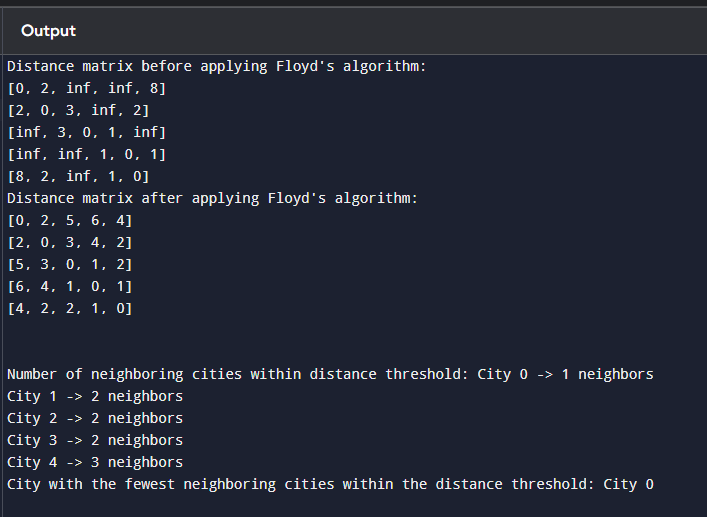 Output
Distance matrix before applying Floyd's algorithm:
[0, 2, inf, inf, 8]
[2, 0, 3, inf, 2]
[inf, 3, 0, 1, inf]
[inf, inf, 1, 0, 1]
[8, 2, inf, 1, 0]
Distance matrix after applying Floyd's algorithm:
[0, 2, 5, 6, 4]
[2, 0, 3, 4, 2]
[5, 3, 0, 1, 2]
[6, 4, 1, 0, 1]
[4, 2, 2, 1, 0]
Number of neighboring cities within distance threshold: City 0 -> 1 neighbors
City 1 -> 2 neighbors
City 2 -> 2 neighbors
City 3 -> 2 neighbors
City 4 -> 3 neighbors
City with the fewest neighboring cities within the distance threshold: City 0